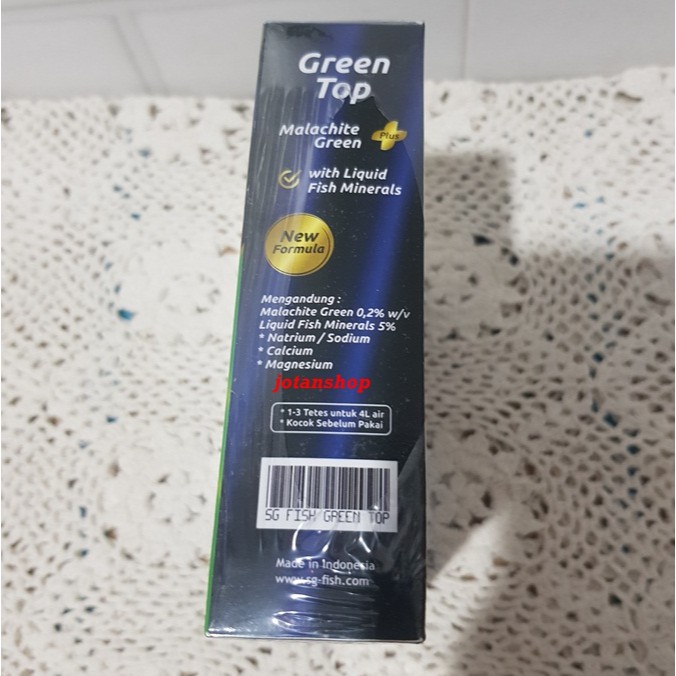 Green
Top
Malachite
Green
Plus
with Liquid
Fish Minerals
New
Formula
Mengandung :
Malachite Green 0,2% w/v
Liquid Fish Minerals 5%
* Natrium / Sodium
* Calcium
* Magnesium
jotanshop
* 1-3 Tetes untuk 4L air
* Kocok Sebelum Pakai
SG FISH GREEN TOP
Made in Indonesia
www.sg-fish.com